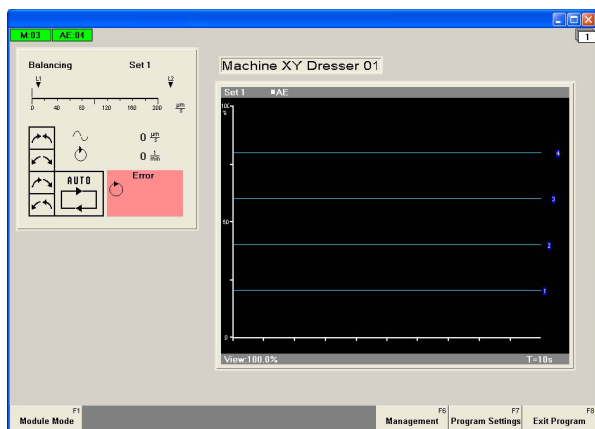 M:03 AE:04
1
Balancing Set 1
L1 L2
0 40 80 120 160 200 µm/s
0 µm/s
0 1/min
AUTO
Error
Machine XY Dresser 01
Set 1 ■AE
100-
%
4
3
50-
2
1
0-
View:100.0% T=10s
F1 F6 F7 F8
Module Mode Management Program Settings Exit Program